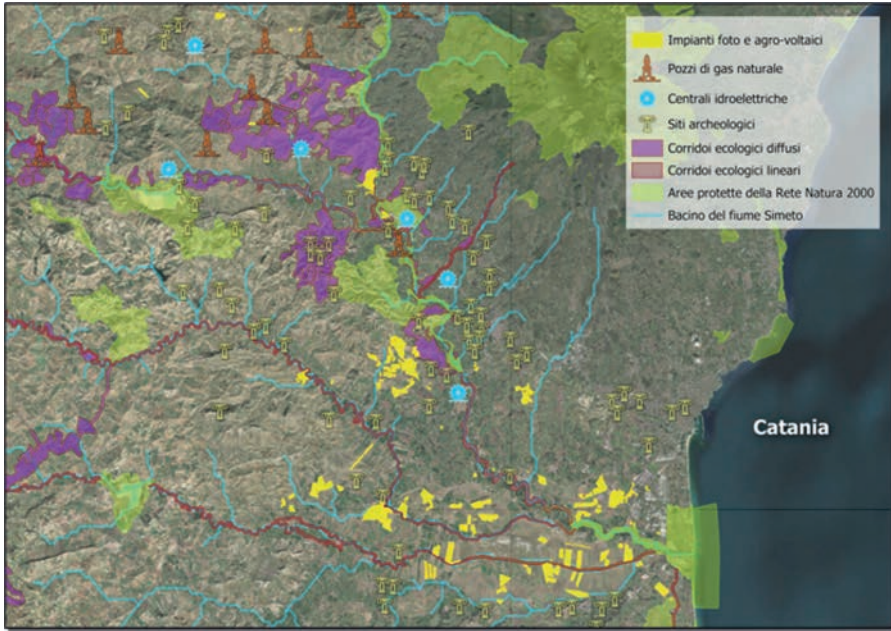 Impianti foto e agro-voltaici
Pozzi di gas naturale
Centrali idroelettriche
Siti archeologici
Corridoi ecologici diffusi
Corridoi ecologici lineari
Aree protette della Rete Natura 2000
Bacino del fiume Simeto
Catania